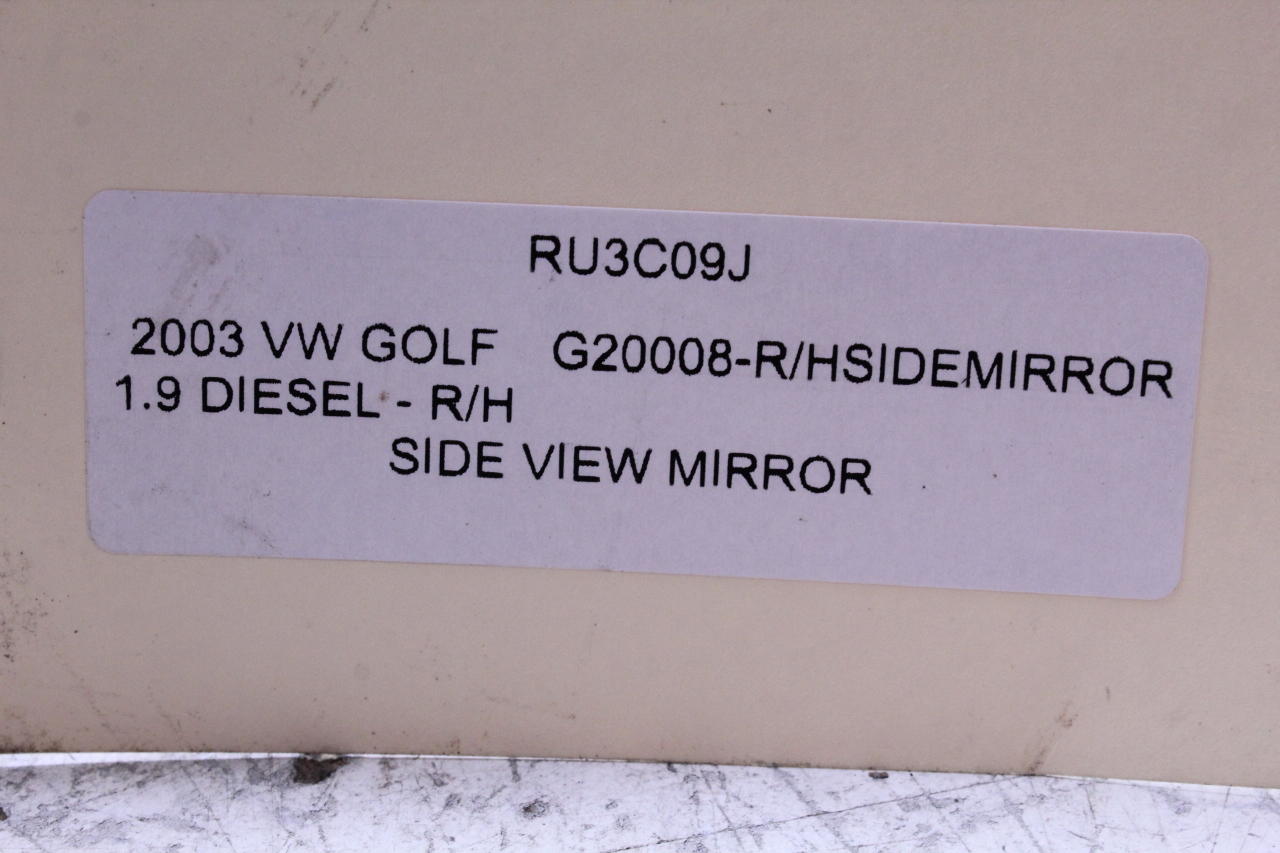 RU3C09J
2003 VW GOLF G20008-R/HSIDEMIRROR
1.9 DIESEL - R/H
SIDE VIEW MIRROR